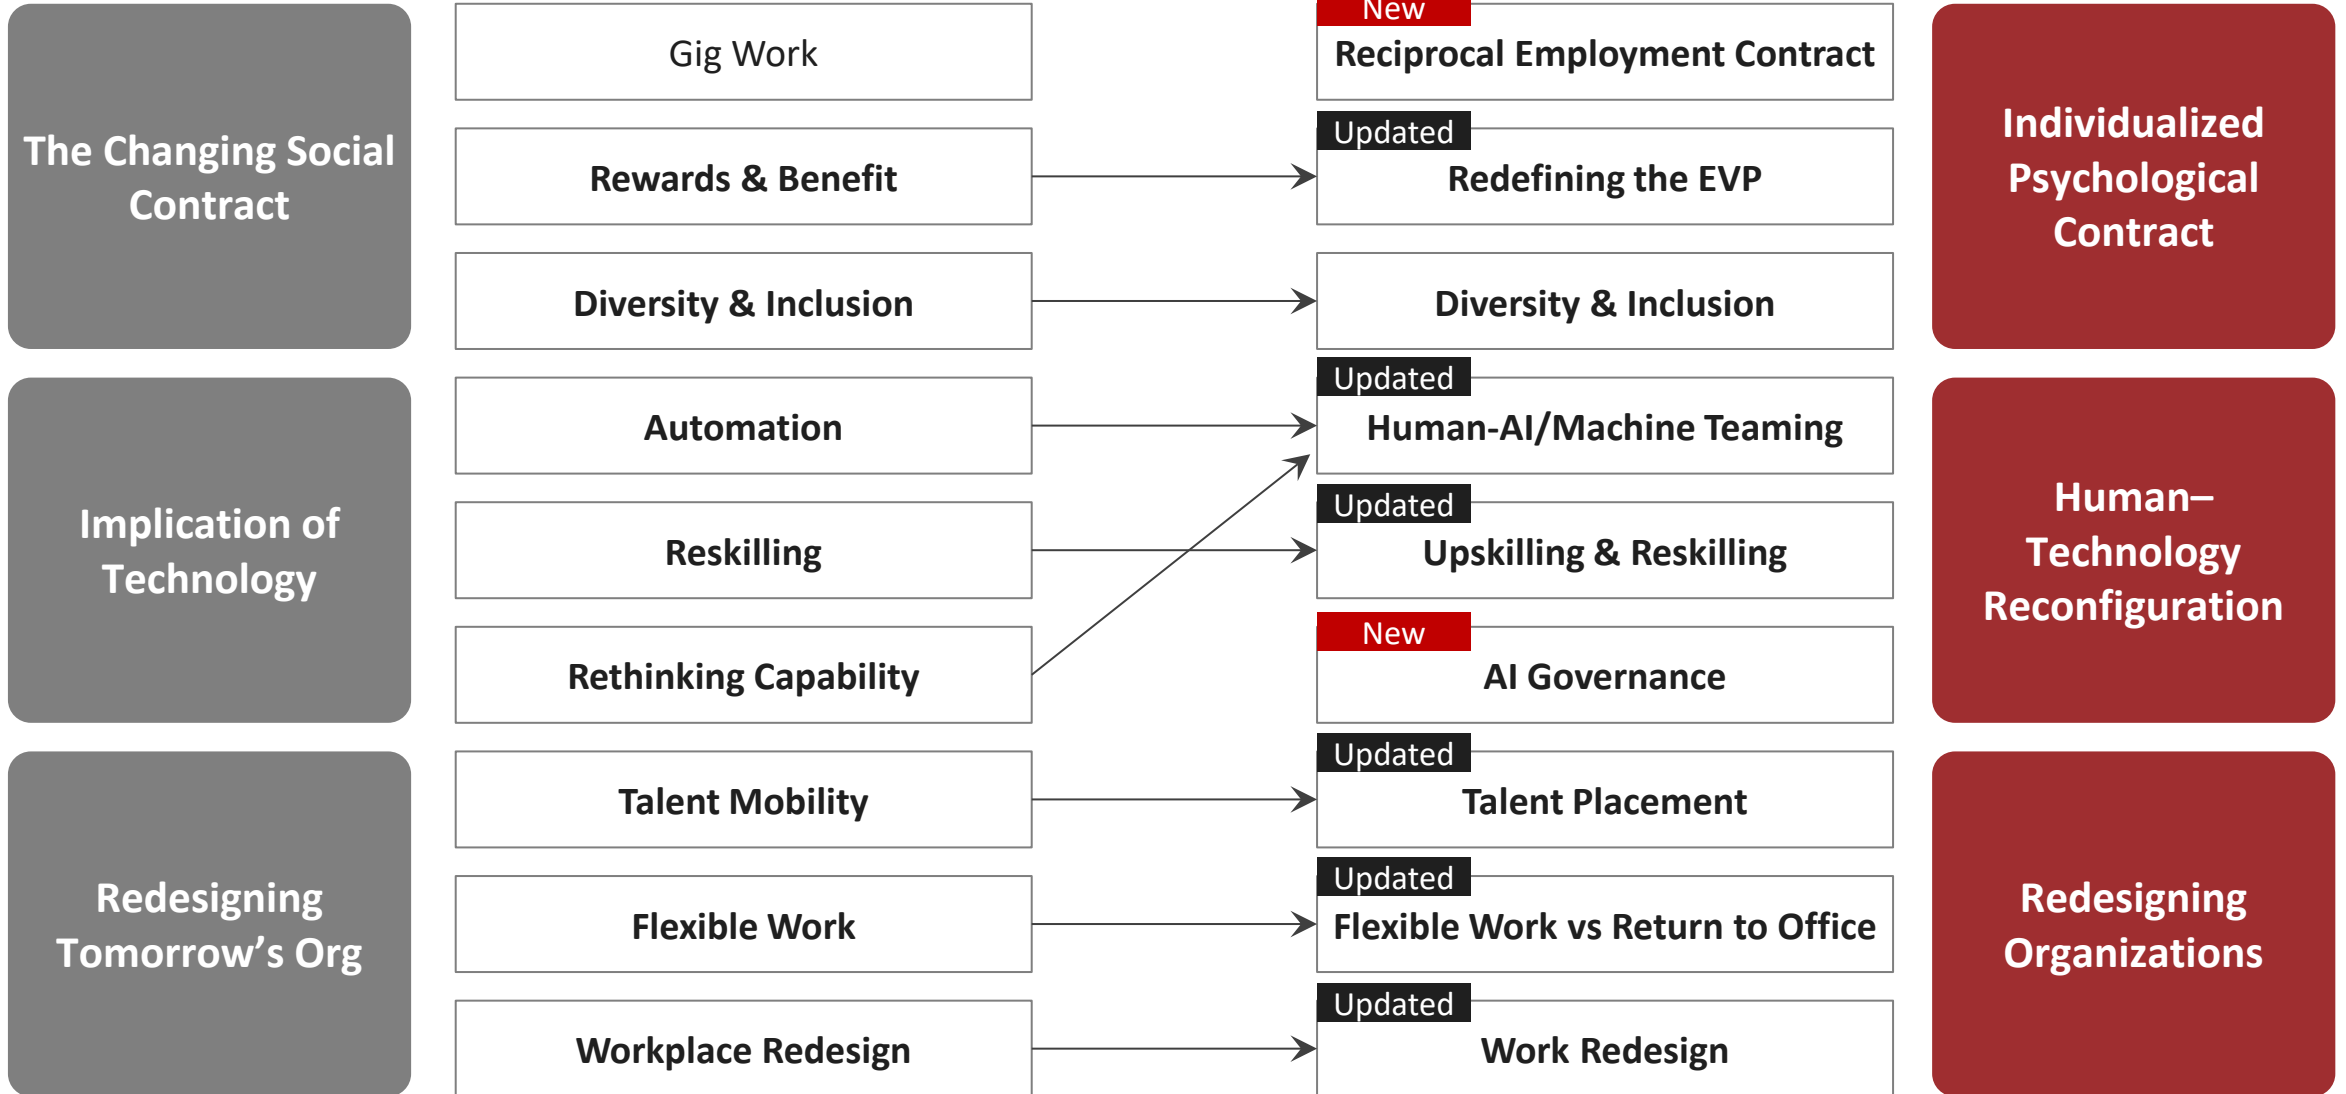 The Changing Social
Contract
Gig Work
Rewards & Benefit
Diversity & Inclusion
New
Reciprocal Employment Contract
Updated
Redefining the EVP
Diversity & Inclusion
Individualized
Psychological
Contract
Implication of
Technology
Automation
Reskilling
Rethinking Capability
Updated
Human-AI/Machine Teaming
Updated
Upskilling & Reskilling
New
AI Governance
Human–
Technology
Reconfiguration
Redesigning
Tomorrow’s Org
Talent Mobility
Flexible Work
Workplace Redesign
Updated
Talent Placement
Updated
Flexible Work vs Return to Office
Updated
Work Redesign
Redesigning
Organizations